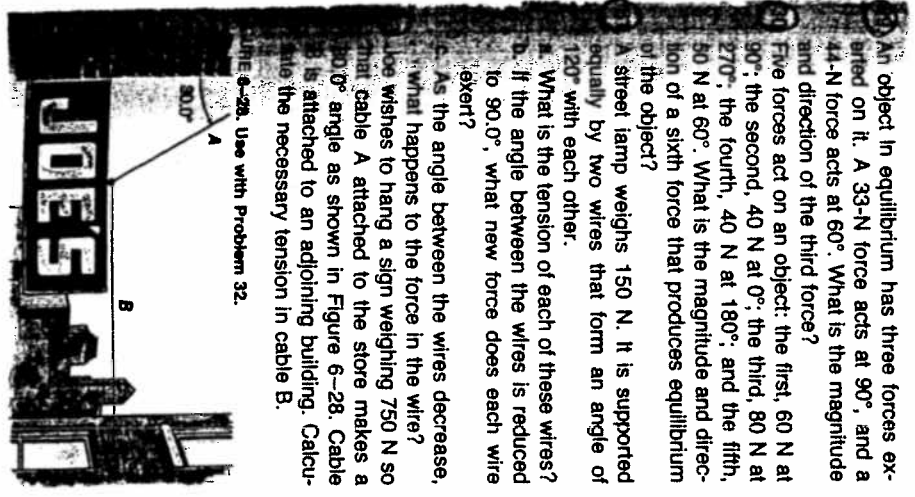 An object in equilibrium has three forces ex-
erted on it. A 33-N force acts at 90°, and a
44-N force acts at 60°. What is the magnitude
and direction of the third force?
Five forces act on an object: the first, 60 N at
90°; the second, 40 N at 0°; the third, 80 N at
270°; the fourth, 40 N at 180°; and the fifth,
50 N at 60°. What is the magnitude and direc-
tion of a sixth force that produces equilibrium
of the object?
A street lamp weighs 150 N. It is supported
equally by two wires that form an angle of
120° with each other.
a. What is the tension of each of these wires?
b. If the angle between the wires is reduced
to 90.0°, what new force does each wire
exert?
c. As the angle between the wires decrease,
what happens to the force in the wire?
Joe wishes to hang a sign weighing 750 N so
that cable A attached to the store makes a
30.0° angle as shown in Figure 6–28. Cable
B is attached to an adjoining building. Calcu-
late the necessary tension in cable B.
6–28. Use with Problem 32.
30.0°
A
B
JOE'S